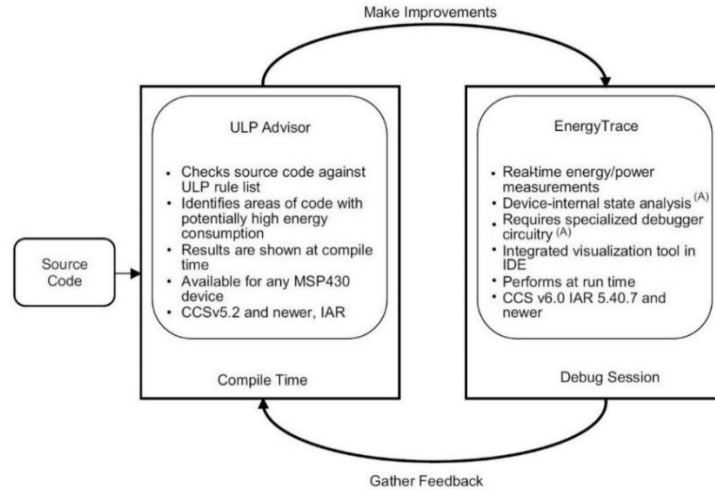 Make Improvements
ULP Advisor
• Checks source code against
ULP rule list
• Identifies areas of code with
potentially high energy
consumption
• Results are shown at compile
time
• Available for any MSP430
device
• CCSv5.2 and newer, IAR
Compile Time
EnergyTrace
• Real-time energy/power
measurements
• Device-internal state analysis (A)
• Requires specialized debugger
circuitry (A)
• Integrated visualization tool in
IDE
• Performs at run time
• CCS v6.0 IAR 5.40.7 and
newer
Debug Session
Source
Code
Gather Feedback